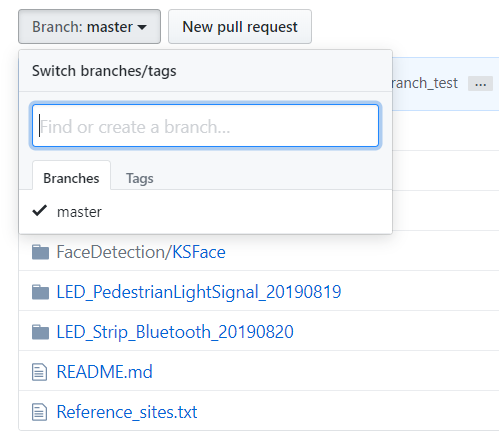 Branch: master
New pull request
Switch branches/tags
ranch_test ...
Find or create a branch...
Branches
Tags
master
FaceDetection/KSFace
LED_PedestrianLightSignal_20190819
LED_Strip_Bluetooth_20190820
README.md
Reference_sites.txt